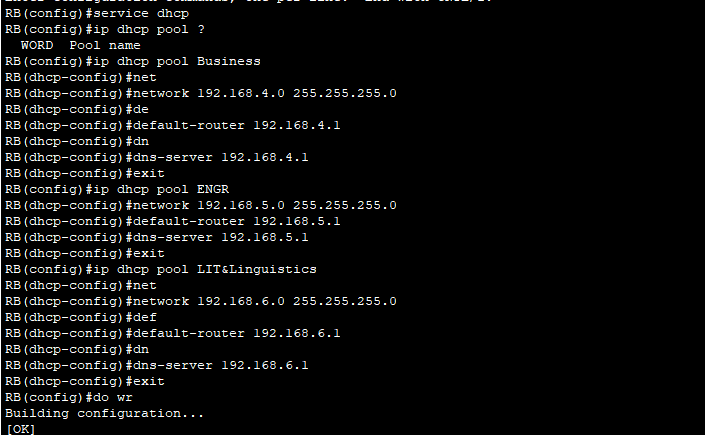 RB(config)#service dhcp
RB(config)#ip dhcp pool ?
  WORD  Pool name
RB(config)#ip dhcp pool Business
RB(dhcp-config)#net
RB(dhcp-config)#network 192.168.4.0 255.255.255.0
RB(dhcp-config)#de
RB(dhcp-config)#default-router 192.168.4.1
RB(dhcp-config)#dn
RB(dhcp-config)#dns-server 192.168.4.1
RB(dhcp-config)#exit
RB(config)#ip dhcp pool ENGR
RB(dhcp-config)#network 192.168.5.0 255.255.255.0
RB(dhcp-config)#default-router 192.168.5.1
RB(dhcp-config)#dns-server 192.168.5.1
RB(dhcp-config)#exit
RB(config)#ip dhcp pool LIT&Linguistics
RB(dhcp-config)#net
RB(dhcp-config)#network 192.168.6.0 255.255.255.0
RB(dhcp-config)#def
RB(dhcp-config)#default-router 192.168.6.1
RB(dhcp-config)#dn
RB(dhcp-config)#dns-server 192.168.6.1
RB(dhcp-config)#exit
RB(config)#do wr
Building configuration...
[OK]